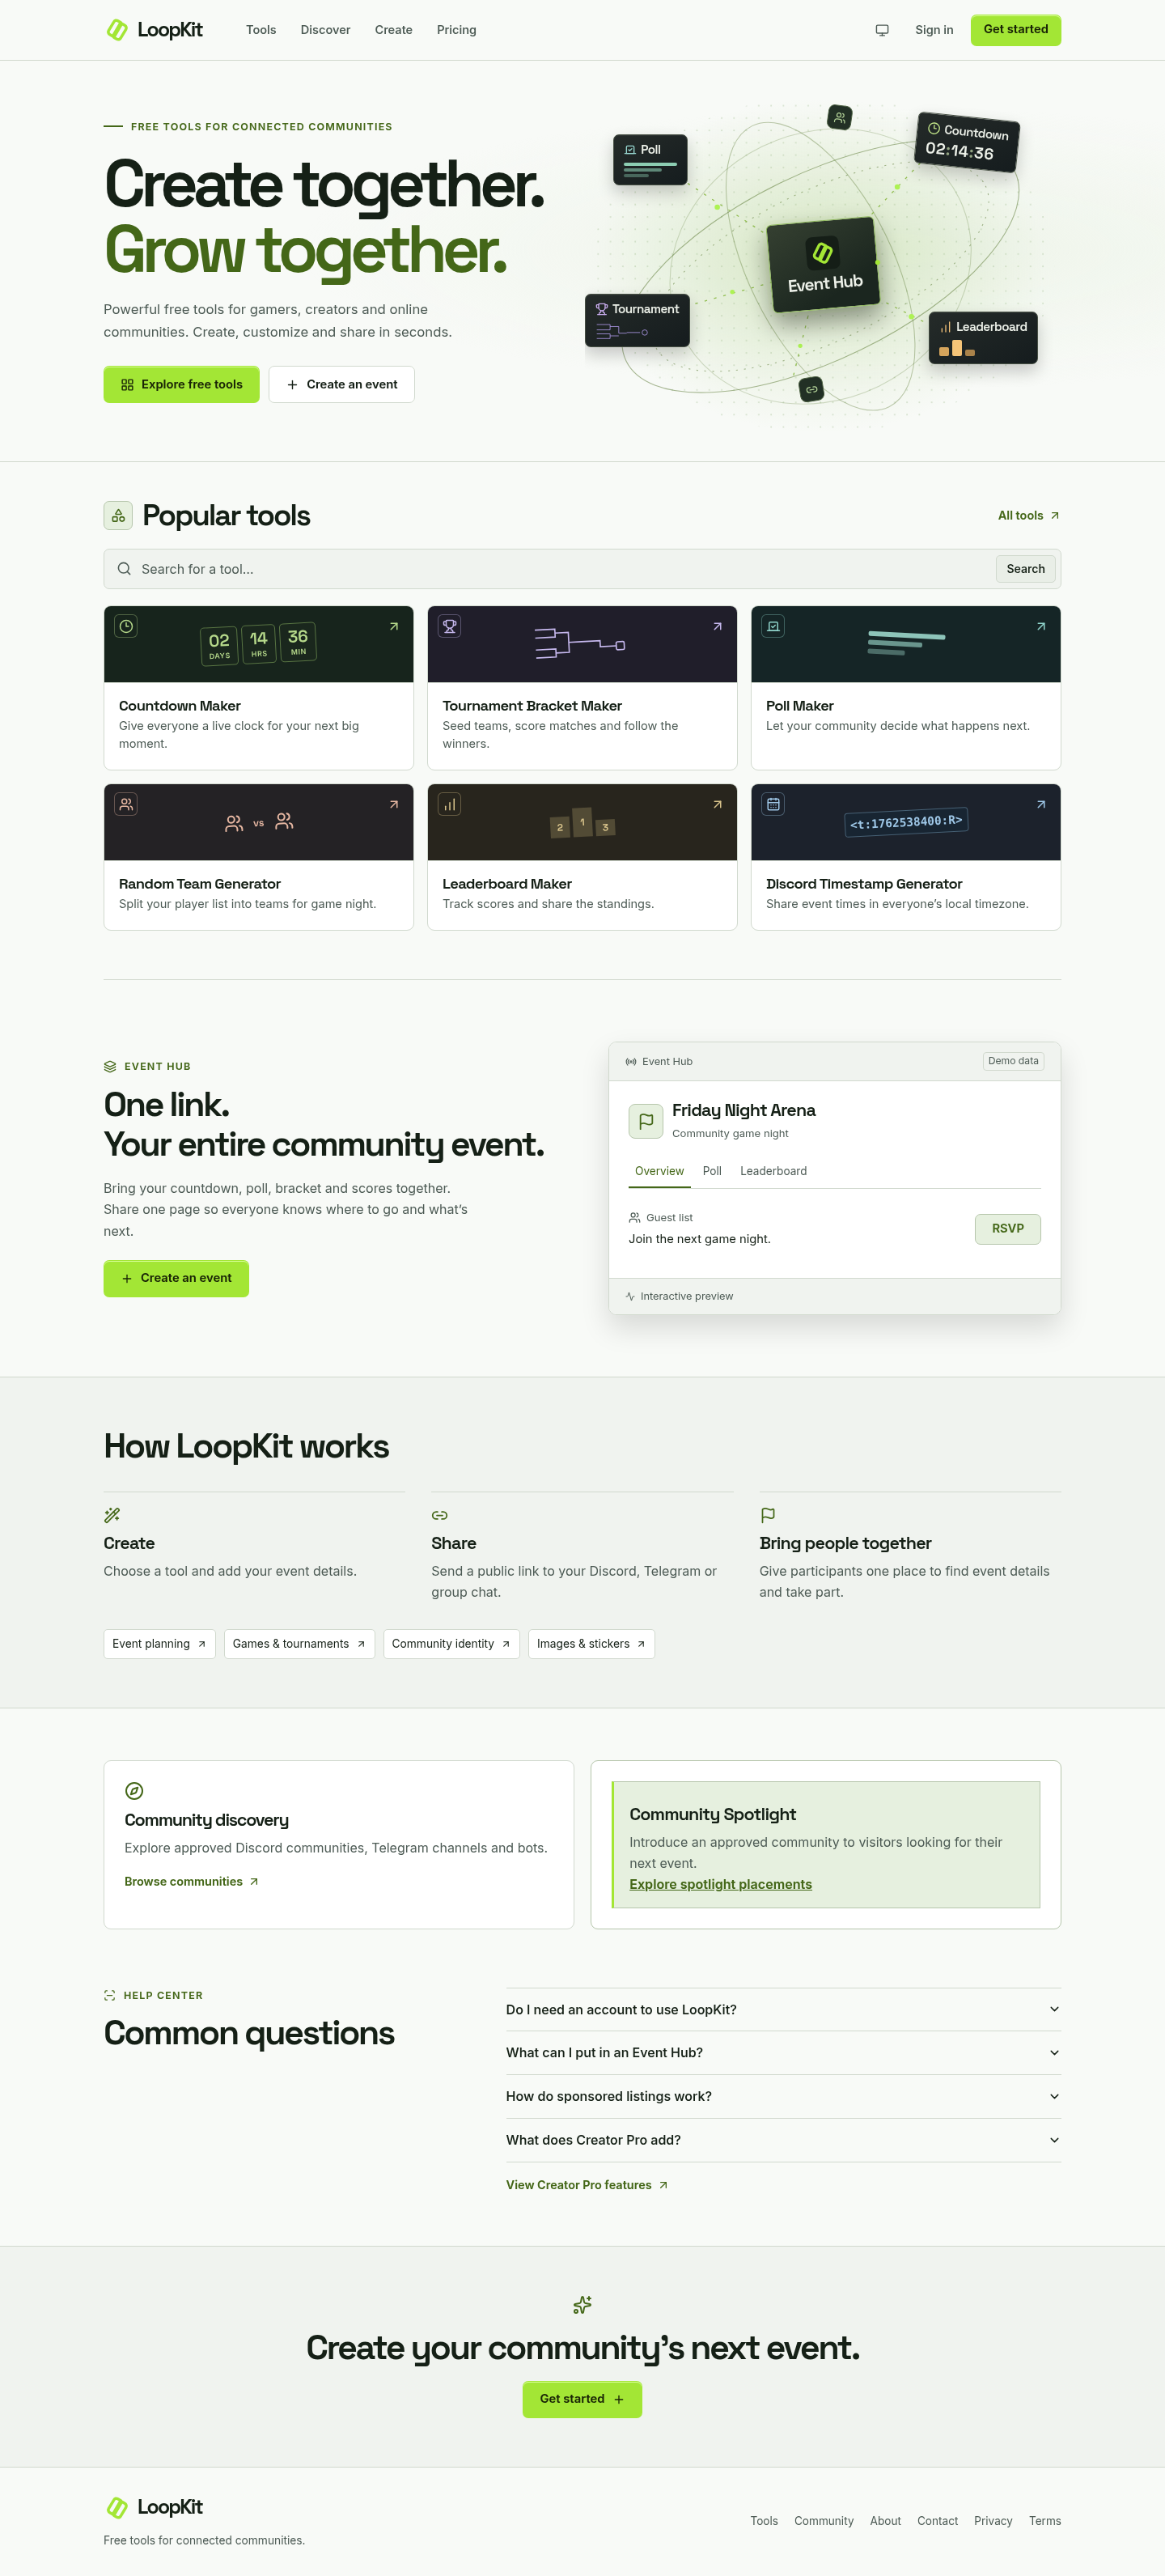 LoopKit
Tools
Discover
Create
Pricing
Sign in
Get started
FREE TOOLS FOR CONNECTED COMMUNITIES
Create together.
Grow together.
Powerful free tools for gamers, creators and online
communities. Create, customize and share in seconds.
Explore free tools
Create an event
Poll
Countdown
02:14:36
Event Hub
Tournament
Leaderboard
Popular tools
All tools
Search for a tool...
Search
02 DAYS
14 HRS
36 MIN
Countdown Maker
Give everyone a live clock for your next big
moment.
Tournament Bracket Maker
Seed teams, score matches and follow the
winners.
Poll Maker
Let your community decide what happens next.
vs
Random Team Generator
Split your player list into teams for game night.
2 1 3
Leaderboard Maker
Track scores and share the standings.
<t:1762538400:R>
Discord Timestamp Generator
Share event times in everyone’s local timezone.
EVENT HUB
One link.
Your entire community event.
Bring your countdown, poll, bracket and scores together.
Share one page so everyone knows where to go and what’s
next.
Create an event
Event Hub
Demo data
Friday Night Arena
Community game night
Overview
Poll
Leaderboard
Guest list
Join the next game night.
RSVP
Interactive preview
How LoopKit works
Create
Choose a tool and add your event details.
Share
Send a public link to your Discord, Telegram or
group chat.
Bring people together
Give participants one place to find event details
and take part.
Event planning
Games & tournaments
Community identity
Images & stickers
Community discovery
Explore approved Discord communities, Telegram channels and bots.
Browse communities
Community Spotlight
Introduce an approved community to visitors looking for their
next event.
Explore spotlight placements
HELP CENTER
Common questions
Do I need an account to use LoopKit?
What can I put in an Event Hub?
How do sponsored listings work?
What does Creator Pro add?
View Creator Pro features
Create your community’s next event.
Get started
LoopKit
Free tools for connected communities.
Tools
Community
About
Contact
Privacy
Terms